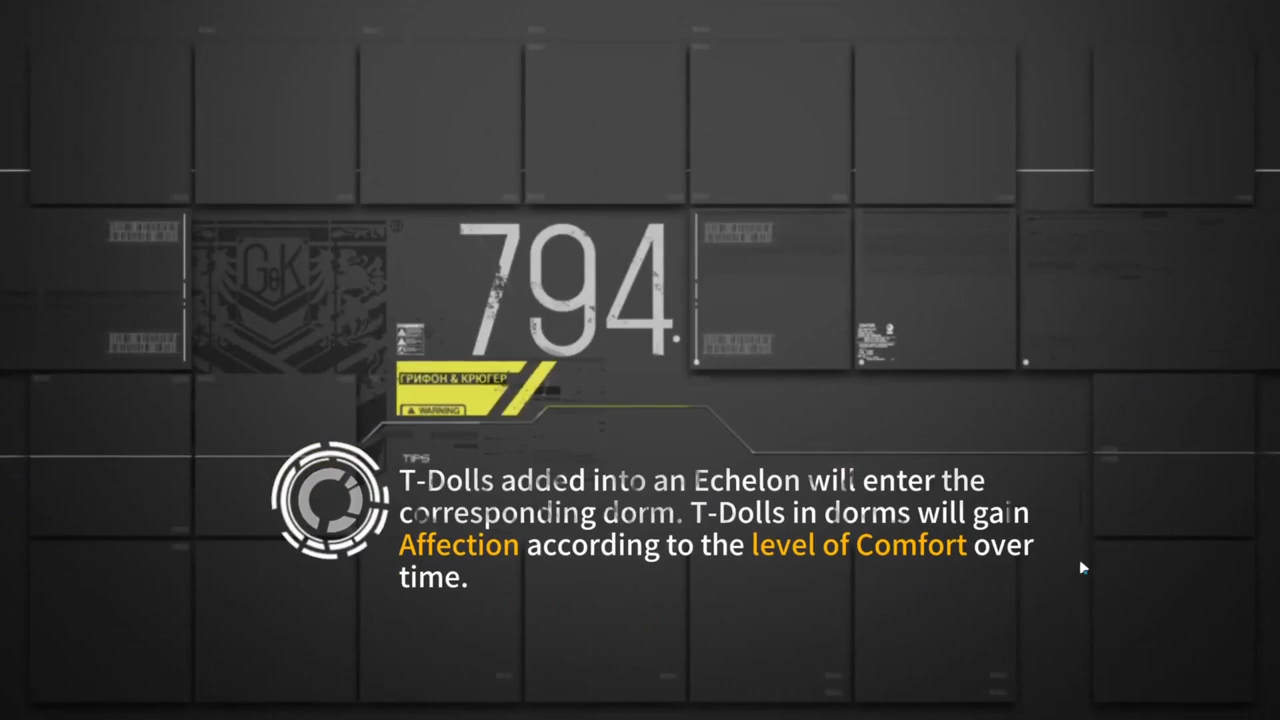 G&K
794.
ГРИФОН & КРЮГЕР
WARNING
TIPS
T-Dolls added into an Echelon will enter the
corresponding dorm. T-Dolls in dorms will gain
Affection according to the level of Comfort over
time.